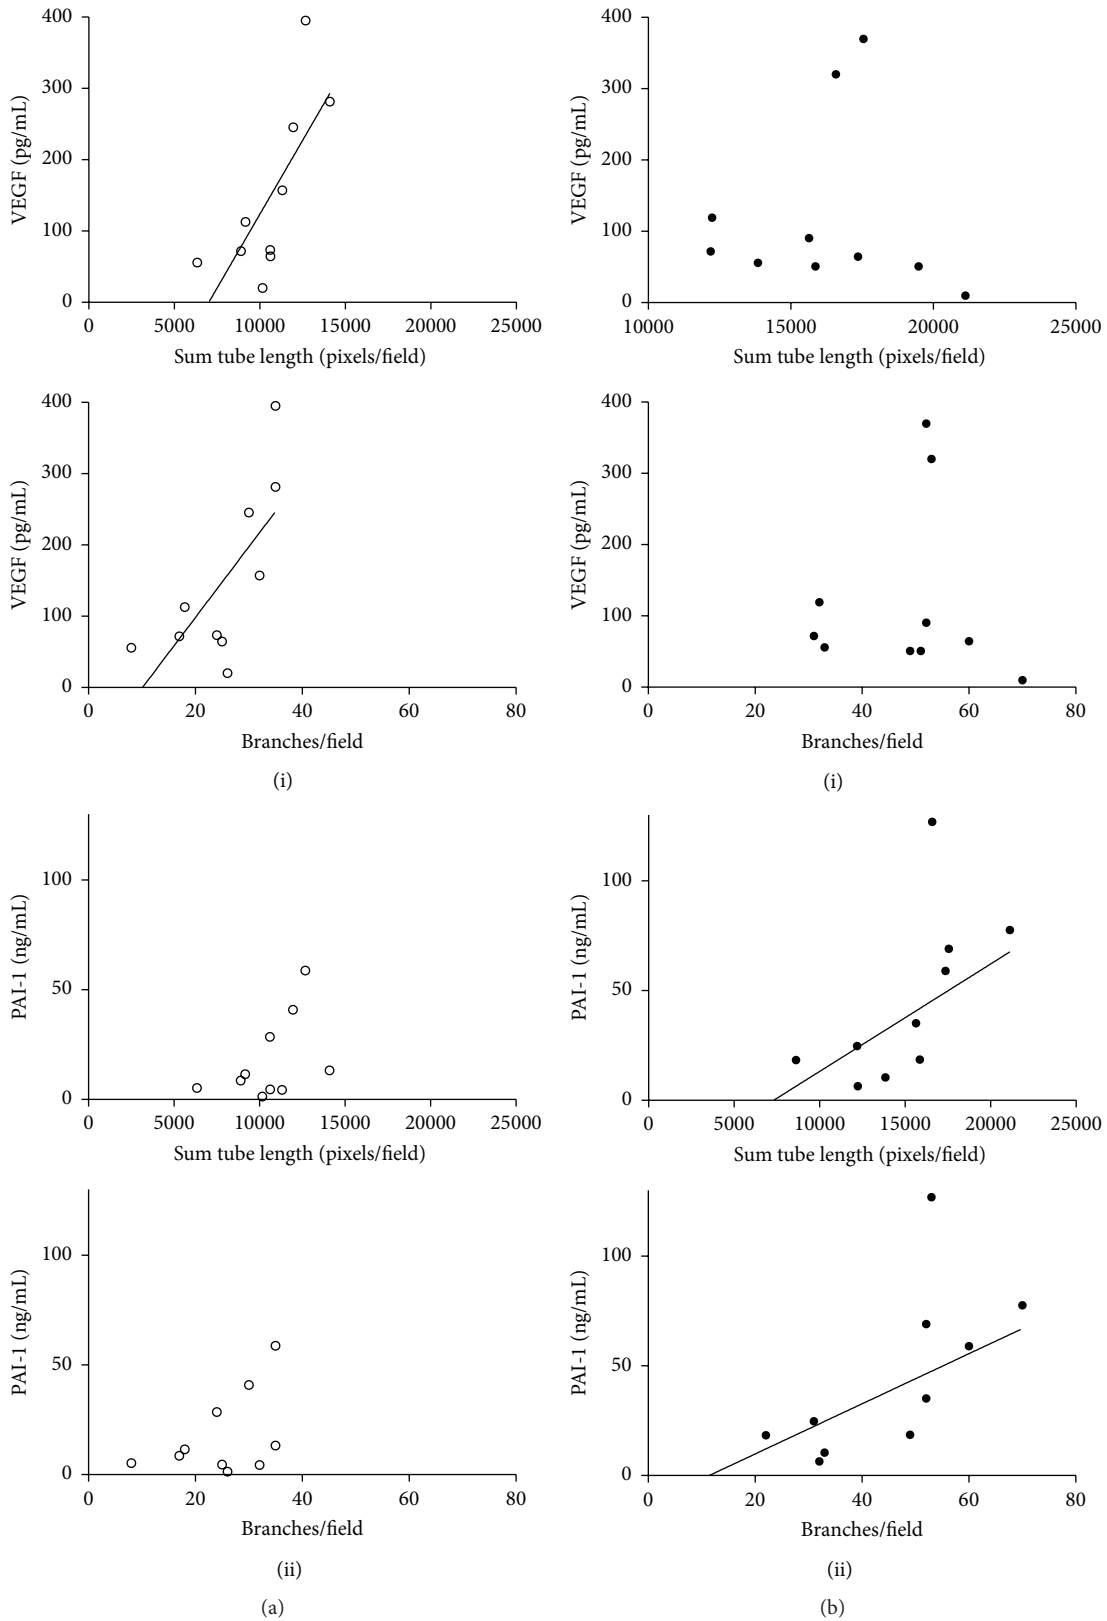 400
300
200
100
0
VEGF (pg/mL)
0 5000 10000 15000 20000 25000
Sum tube length (pixels/field)
400
300
200
100
0
VEGF (pg/mL)
10000 15000 20000 25000
Sum tube length (pixels/field)
400
300
200
100
0
VEGF (pg/mL)
0 20 40 60 80
Branches/field
(i)
400
300
200
100
0
VEGF (pg/mL)
0 20 40 60 80
Branches/field
(i)
100
50
0
PAI-1 (ng/mL)
0 5000 10000 15000 20000 25000
Sum tube length (pixels/field)
100
50
0
PAI-1 (ng/mL)
0 5000 10000 15000 20000 25000
Sum tube length (pixels/field)
100
50
0
PAI-1 (ng/mL)
0 20 40 60 80
Branches/field
(ii)
(a)
100
50
0
PAI-1 (ng/mL)
0 20 40 60 80
Branches/field
(ii)
(b)